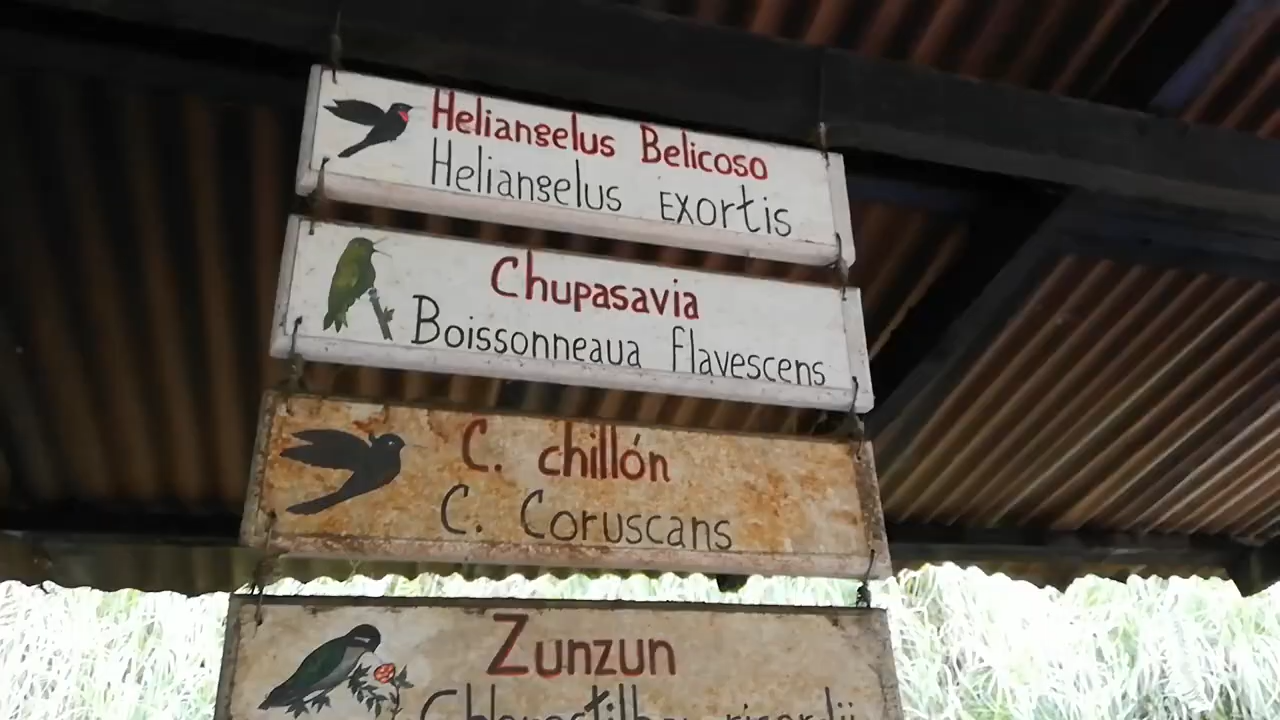 Heliangelus Belicoso
Heliangelus Exortis
Chupasavia
Boissonneaua flavescens
C. chillón
C. Coruscans
Zunzun